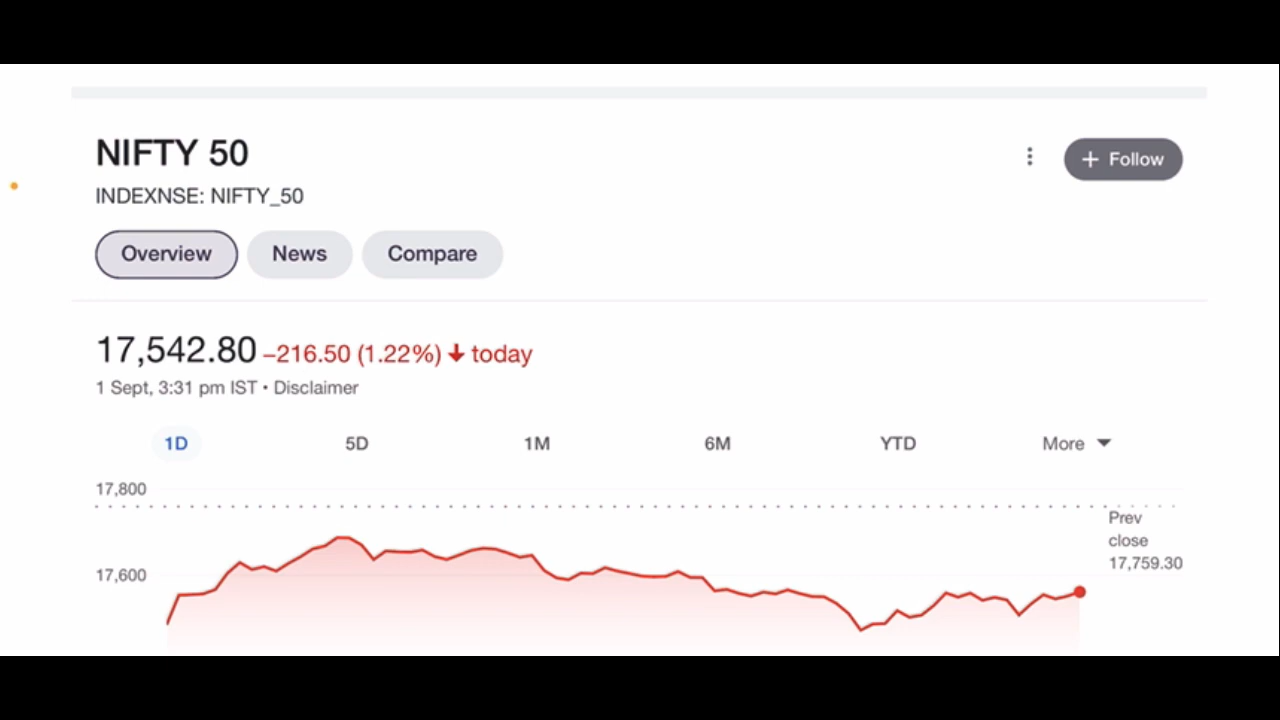 NIFTY 50
+ Follow
INDEXNSE: NIFTY_50
Overview News Compare
17,542.80 –216.50 (1.22%) ↓ today
1 Sept, 3:31 pm IST • Disclaimer
1D 5D 1M 6M YTD More
17,800
Prev
close
17,759.30
17,600